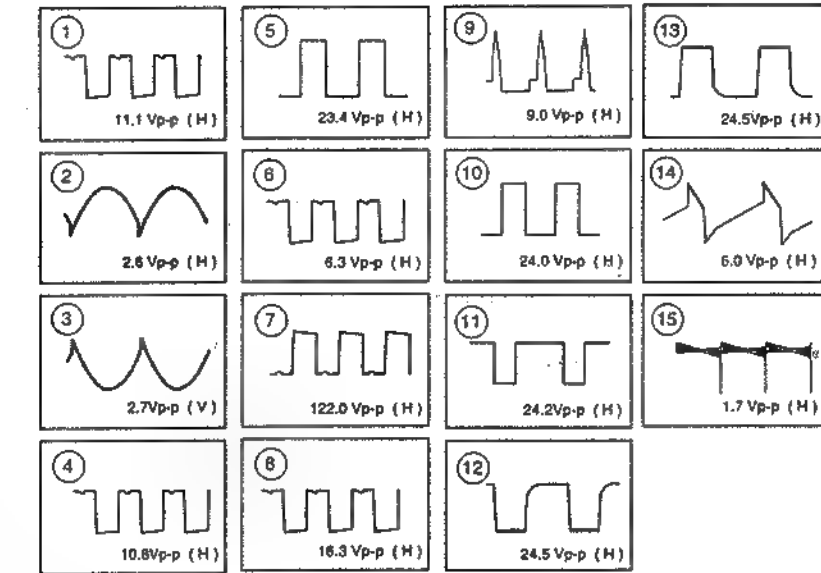 1
11.1 Vp-p ( H )
2
2.6 Vp-p ( H )
3
2.7Vp-p ( V )
4
10.8Vp-p ( H )
5
23.4 Vp-p ( H )
6
6.3 Vp-p ( H )
7
122.0 Vp-p ( H )
8
16.3 Vp-p ( H )
9
9.0 Vp-p ( H )
10
24.0 Vp-p ( H )
11
24.2Vp-p ( H )
12
24.5 Vp-p ( H )
13
24.5Vp-p ( H )
14
Vp-p ( H )
15
1.7 Vp-p ( H )